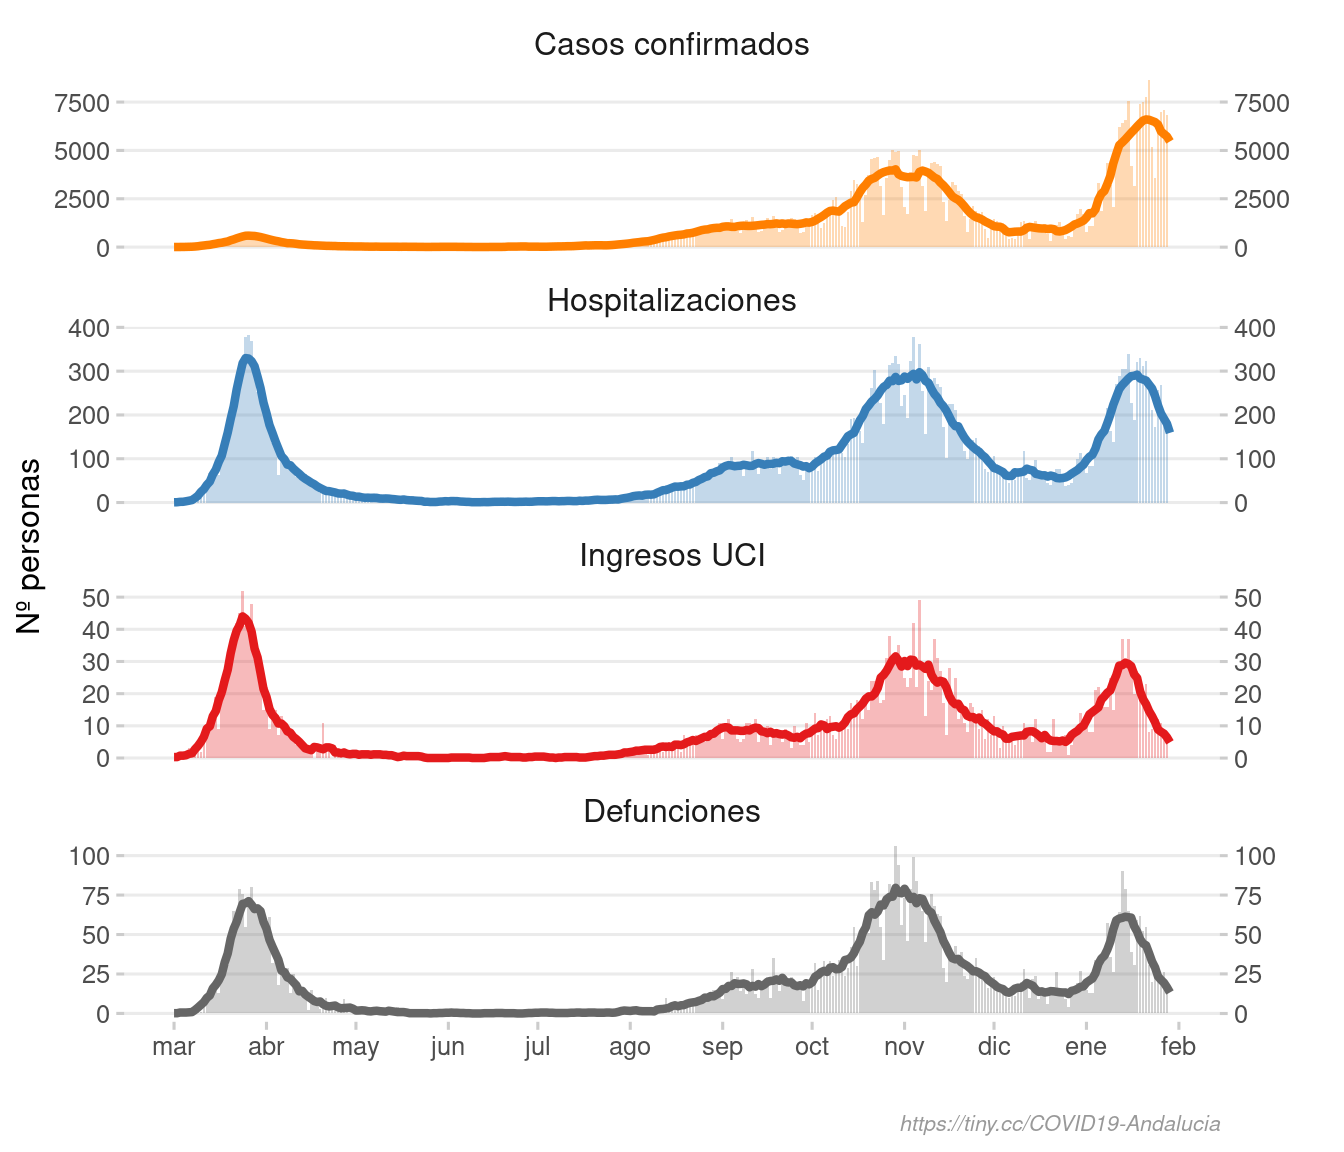 Casos confirmados
7500 7500
5000 5000
2500 2500
0 0
Hospitalizaciones
400 400
300 300
200 200
100 100
0 0
Nº personas
Ingresos UCI
50 50
40 40
30 30
20 20
10 10
0 0
Defunciones
100 100
75 75
50 50
25 25
0 0
mar abr may jun jul ago sep oct nov dic ene feb
https://tiny.cc/COVID19-Andalucia